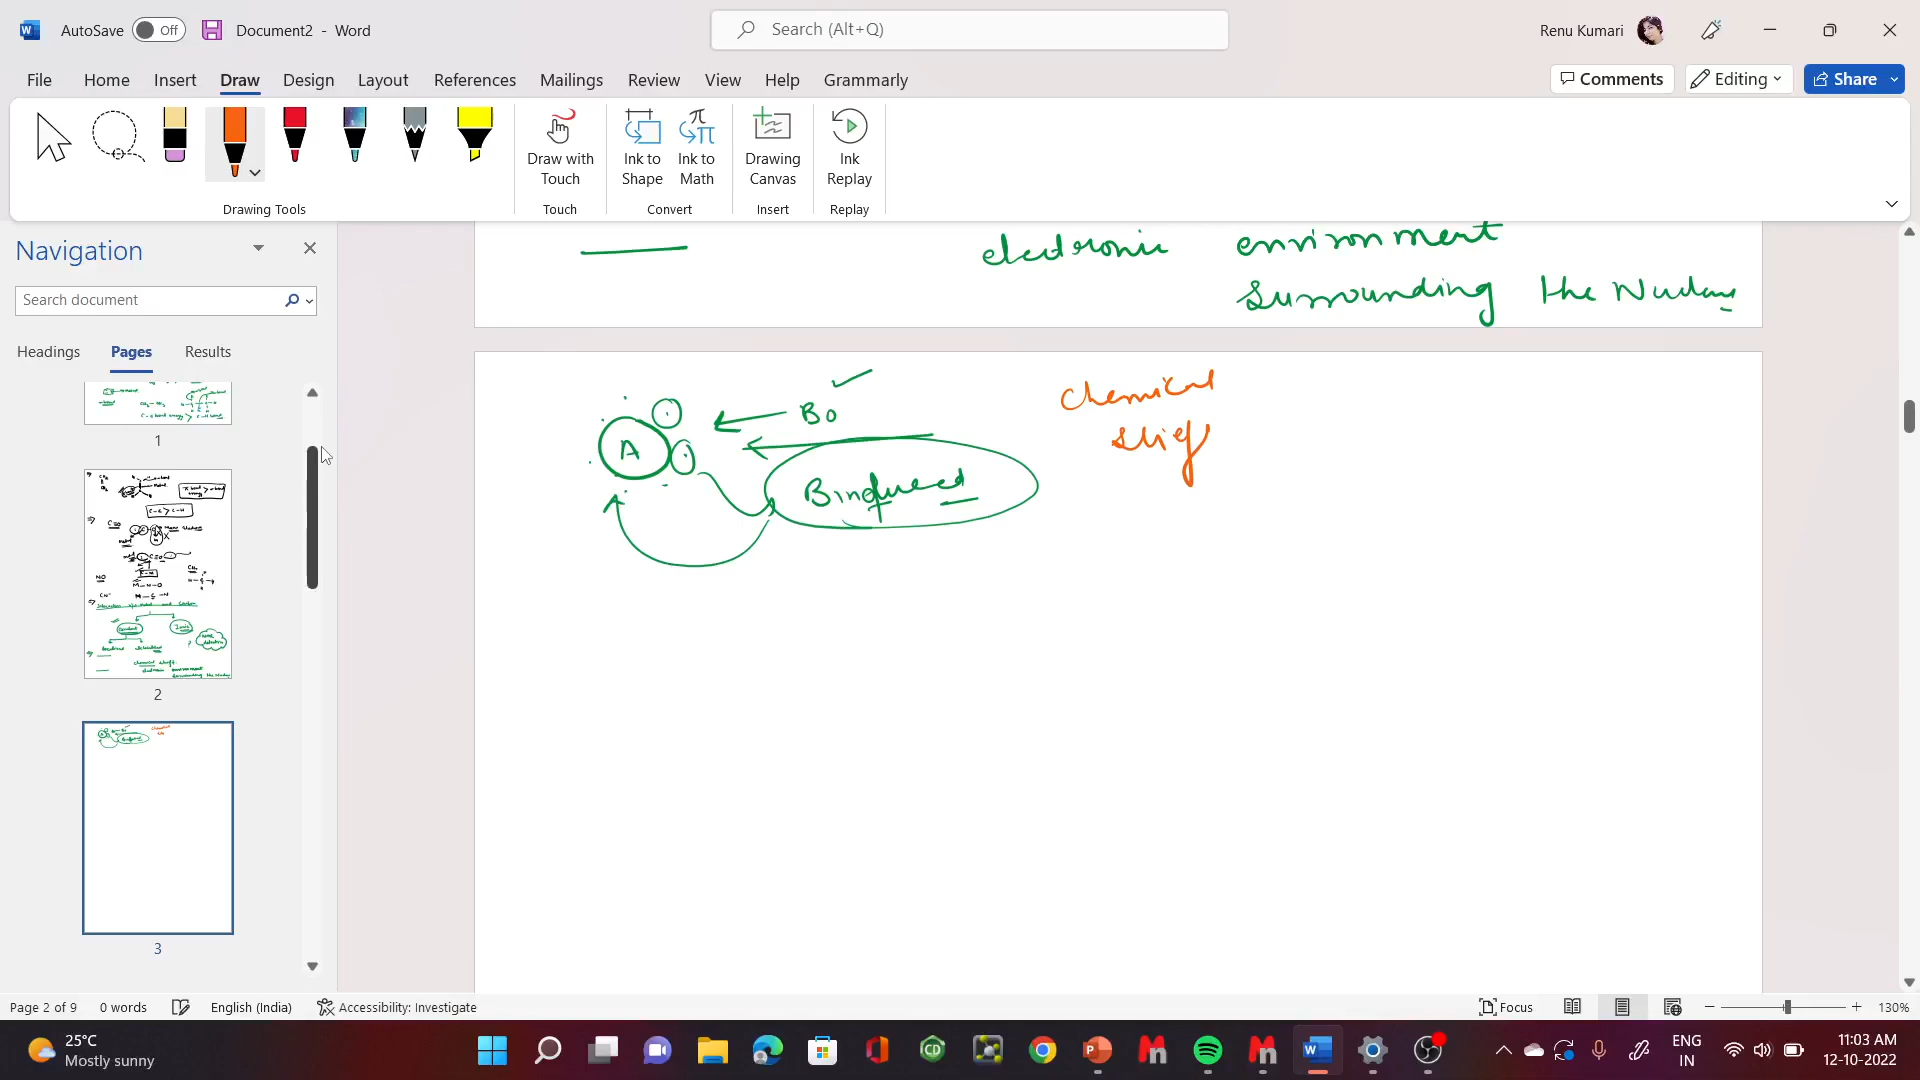 AutoSave Off Document2 - Word Search (Alt+Q) Renu Kumari
File Home Insert Draw Design Layout References Mailings Review View Help Grammarly Comments Editing Share
Draw with Touch
Ink to Shape
Ink to Math
Drawing Canvas
Ink Replay
Drawing Tools Touch Convert Insert Replay
Navigation
Search document
Headings Pages Results
1
2
3
electronic environment
surrounding the
Chemical
B0
A
Binduced
Page 2 of 9 0 words English (India) Accessibility: Investigate Focus 130%
25°C
Mostly sunny
ENG
IN
11:03 AM
12-10-2022